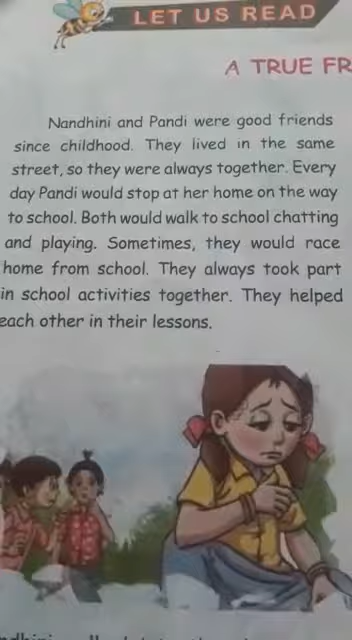 LET US READ
A TRUE FR
Nandhini and Pandi were good friends
since childhood. They lived in the same
street, so they were always together. Every
day Pandi would stop at her home on the way
to school. Both would walk to school chatting
and playing. Sometimes, they would race
home from school. They always took part
in school activities together. They helped
each other in their lessons.